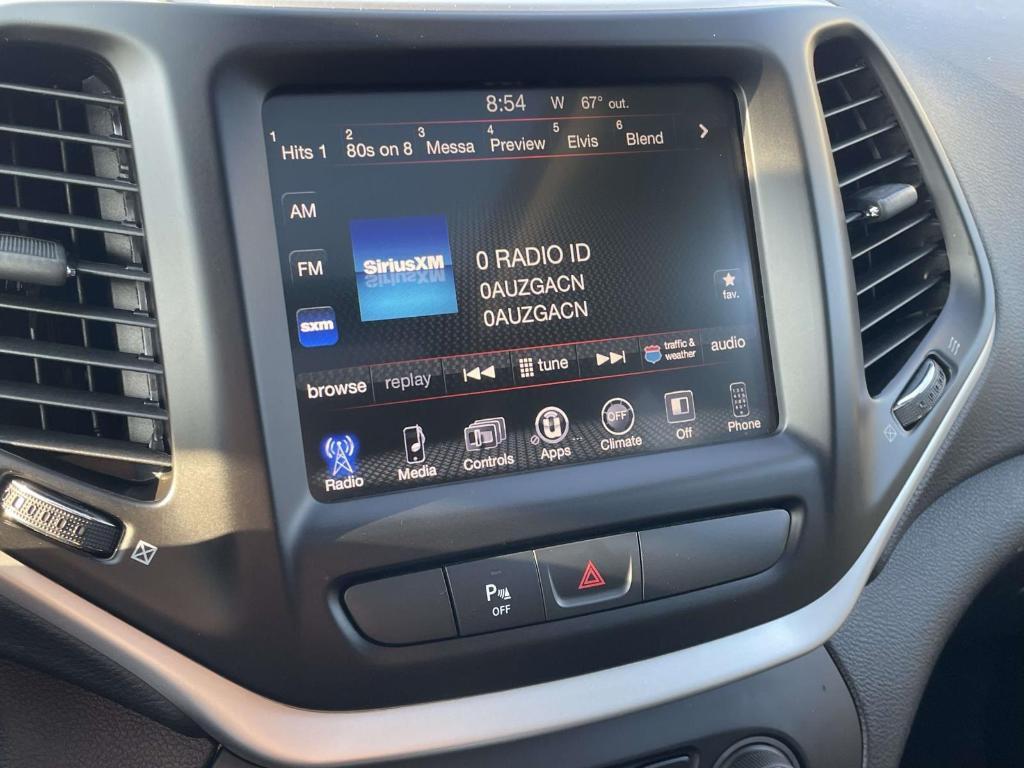 8:54 W 67° out.
1 Hits 1 2 80s on 8 3 Messa 4 Preview 5 Elvis 6 Blend >
AM
FM
sxm
SiriusXM
0 RADIO ID
0AUZGACN
0AUZGACN
fav.
browse replay tune traffic & weather audio
Radio Media Controls Apps OFF Climate Off Phone
P
OFF